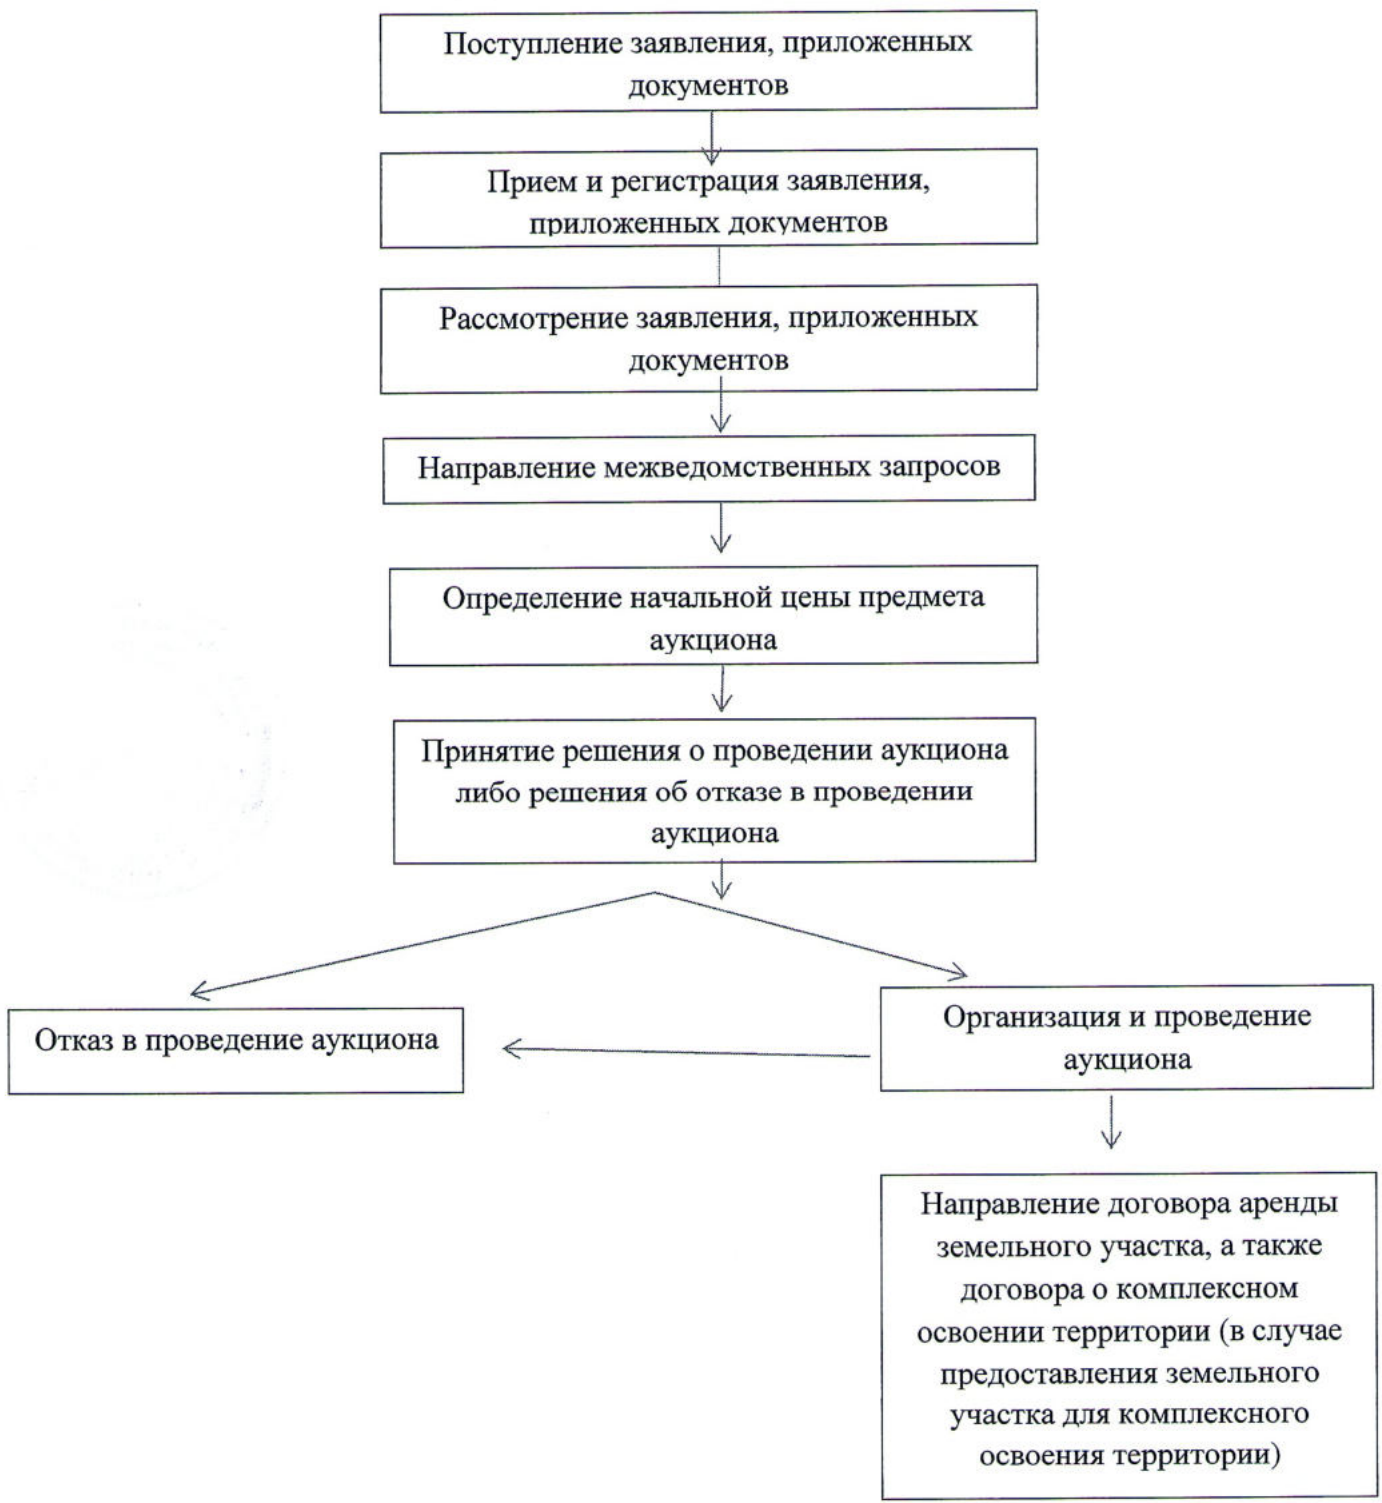 Поступление заявления, приложенных
документов
Прием и регистрация заявления,
приложенных документов
Рассмотрение заявления, приложенных
документов
Направление межведомственных запросов
Определение начальной цены предмета
аукциона
Принятие решения о проведении аукциона
либо решения об отказе в проведении
аукциона
Отказ в проведение аукциона
Организация и проведение
аукциона
Направление договора аренды
земельного участка, а также
договора о комплексном
освоении территории (в случае
предоставления земельного
участка для комплексного
освоения территории)